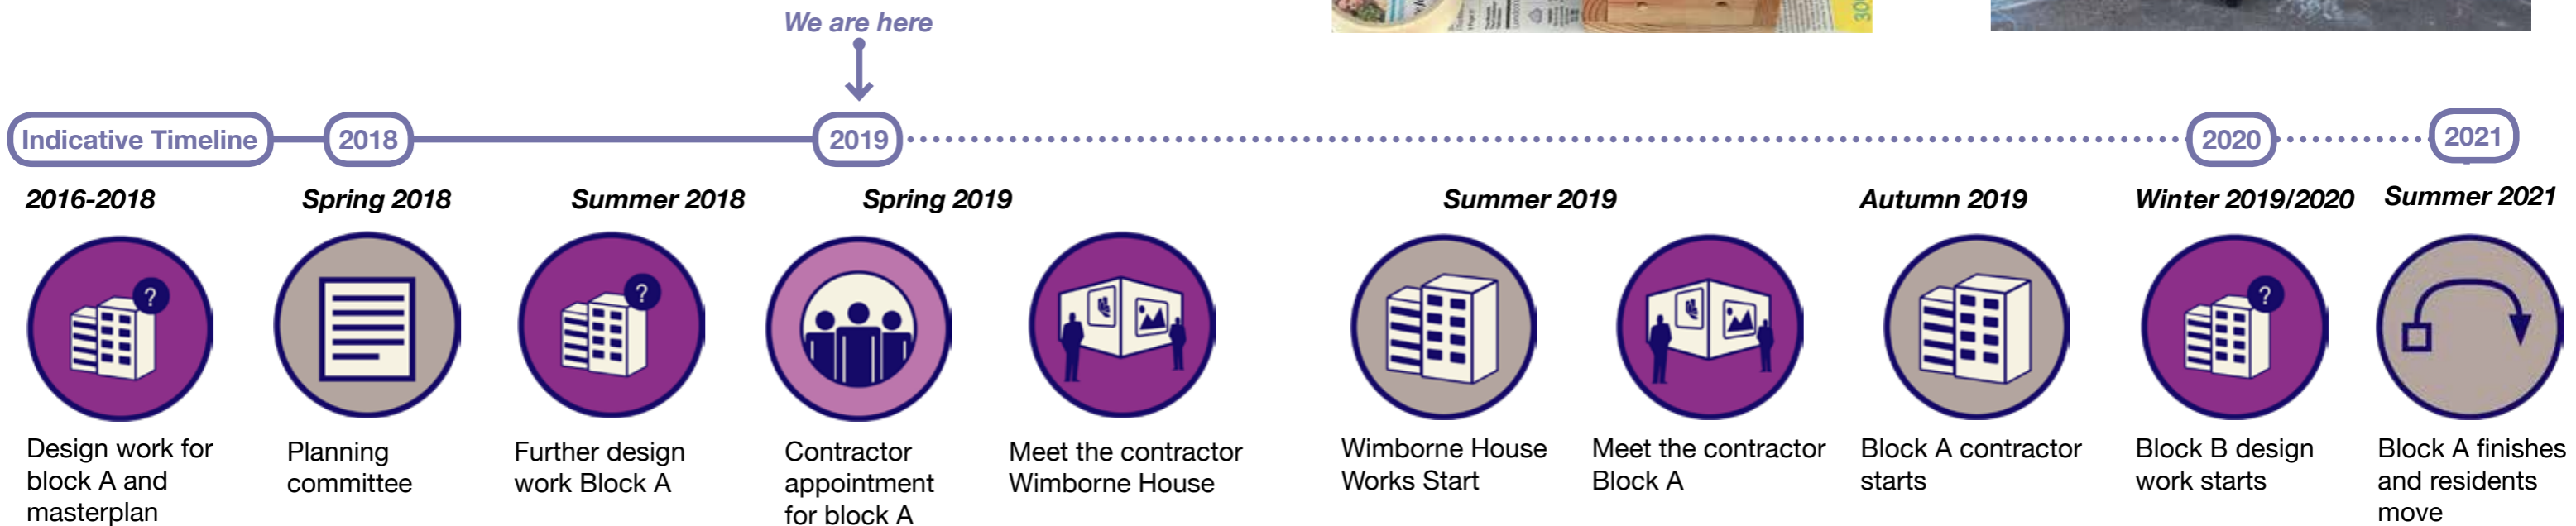 We are here
Indicative Timeline
2018
2019
2020
2021
2016-2018
Spring 2018
Summer 2018
Spring 2019
Summer 2019
Autumn 2019
Winter 2019/2020
Summer 2021
?
?
?
Design work for
block A and
masterplan
Planning
committee
Further design
work Block A
Contractor
appointment
for block A
Meet the contractor
Wimborne House
Wimborne House
Works Start
Meet the contractor
Block A
Block A contractor
starts
Block B design
work starts
Block A finishes
and residents
move